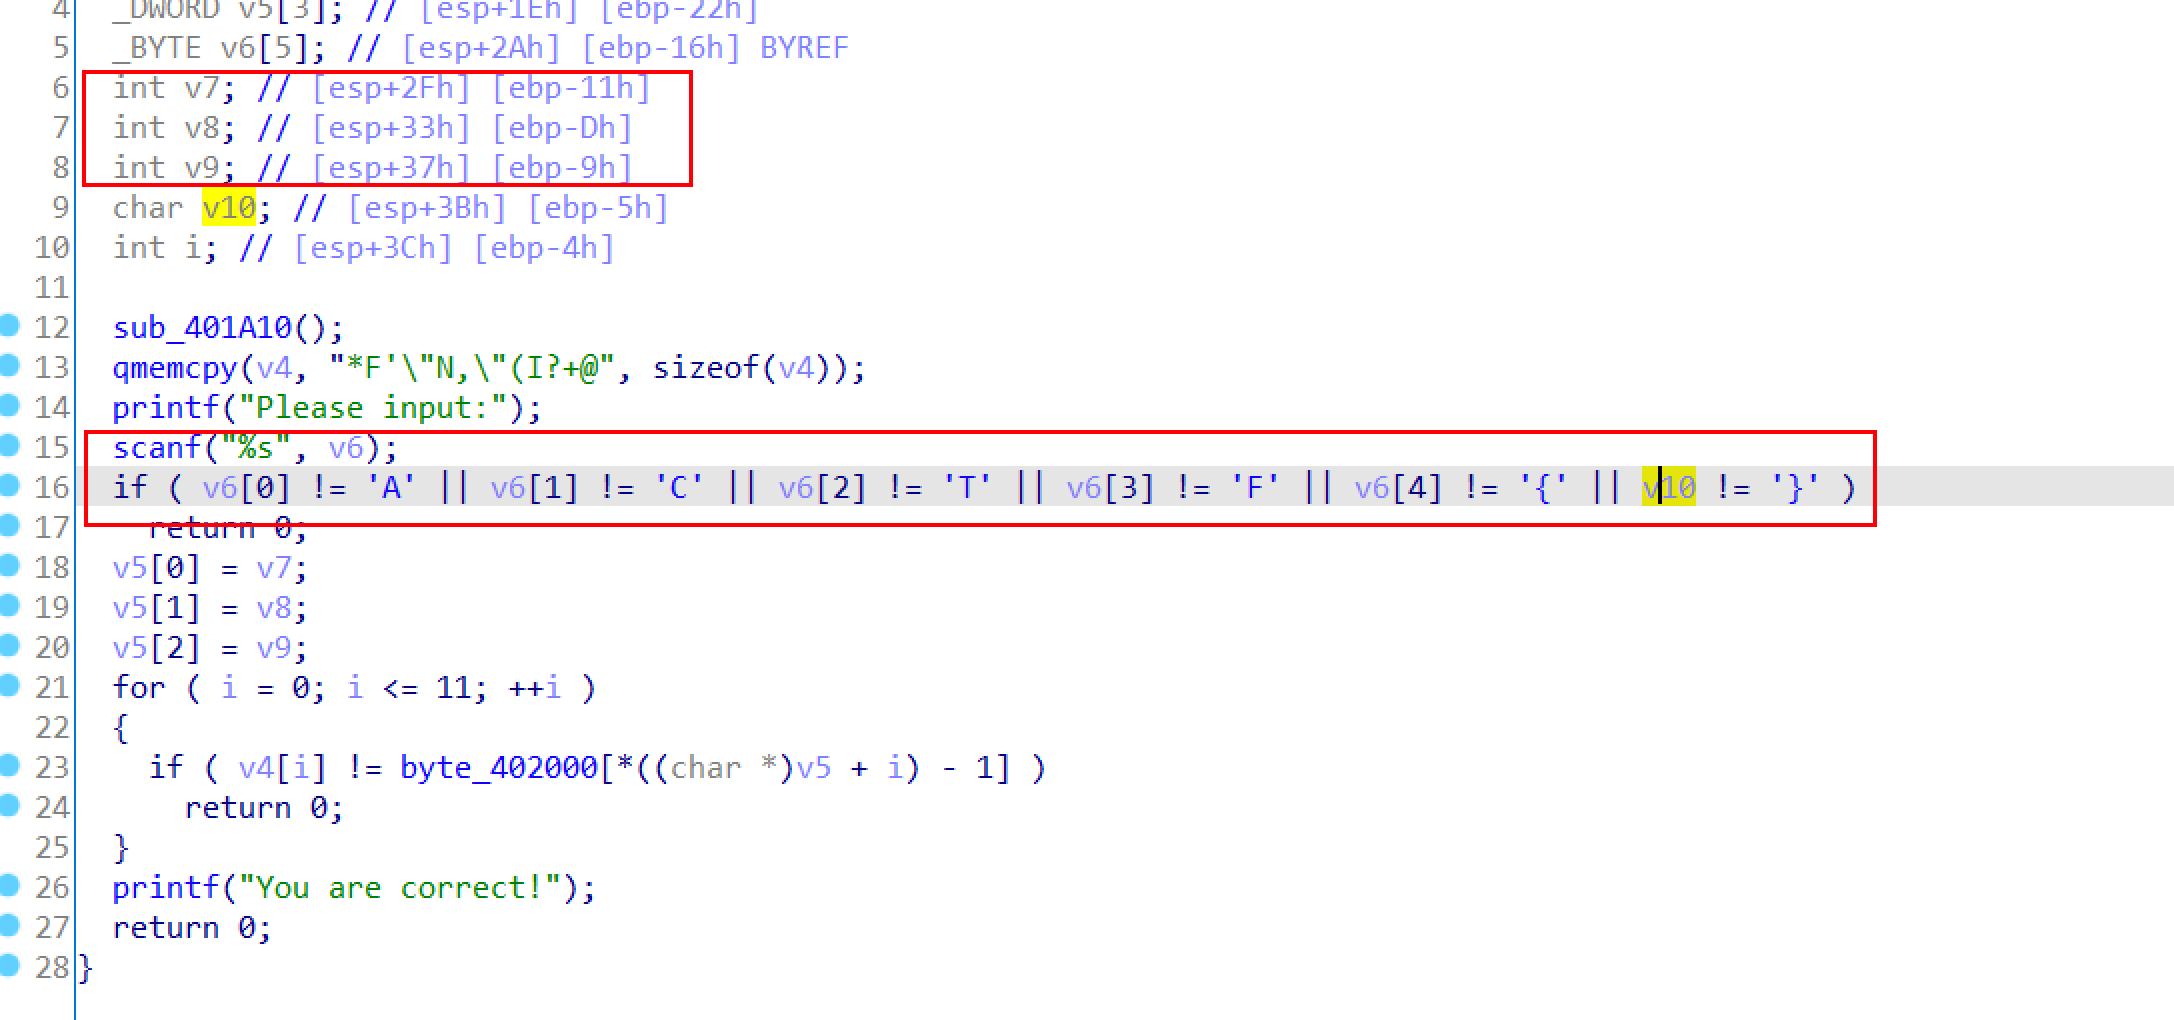 4 _DWORD v5[3]; // [esp+1Eh] [ebp-22h]
5 _BYTE v6[5]; // [esp+2Ah] [ebp-16h] BYREF
6 int v7; // [esp+2Fh] [ebp-11h]
7 int v8; // [esp+33h] [ebp-Dh]
8 int v9; // [esp+37h] [ebp-9h]
9 char v10; // [esp+3Bh] [ebp-5h]
10 int i; // [esp+3Ch] [ebp-4h]
11
12 sub_401A10();
13 qmemcpy(v4, "*F'\"N,\"(I?+@", sizeof(v4));
14 printf("Please input:");
15 scanf("%s", v6);
16 if ( v6[0] != 'A' || v6[1] != 'C' || v6[2] != 'T' || v6[3] != 'F' || v6[4] != '{' || v10 != '}' )
17 return 0;
18 v5[0] = v7;
19 v5[1] = v8;
20 v5[2] = v9;
21 for ( i = 0; i <= 11; ++i )
22 {
23 if ( v4[i] != byte_402000[*((char *)v5 + i) - 1] )
24 return 0;
25 }
26 printf("You are correct!");
27 return 0;
28 }